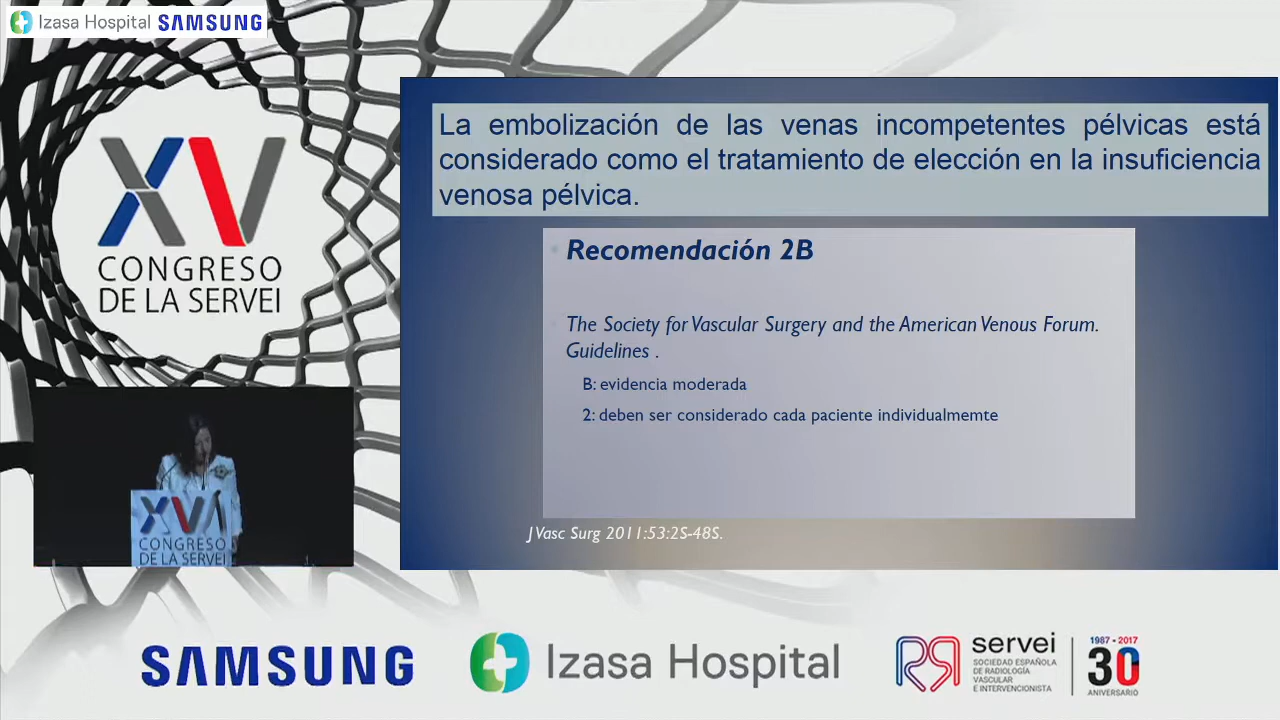 Izasa Hospital SAMSUNG
XV
CONGRESO
DE LA SERVEI
La embolización de las venas incompetentes pélvicas está
considerado como el tratamiento de elección en la insuficiencia
venosa pélvica.
Recomendación 2B
The Society for Vascular Surgery and the American Venous Forum.
Guidelines .
B: evidencia moderada
2: deben ser considerado cada paciente individualmemte
J Vasc Surg 2011:53:2S-48S.
XV
CONGRESO
DE LA SERVEI
SAMSUNG
Izasa Hospital
servei
SOCIEDAD ESPAÑOLA
DE RADIOLOGÍA
VASCULAR
E INTERVENCIONISTA
1987 - 2017
30
ANIVERSARIO